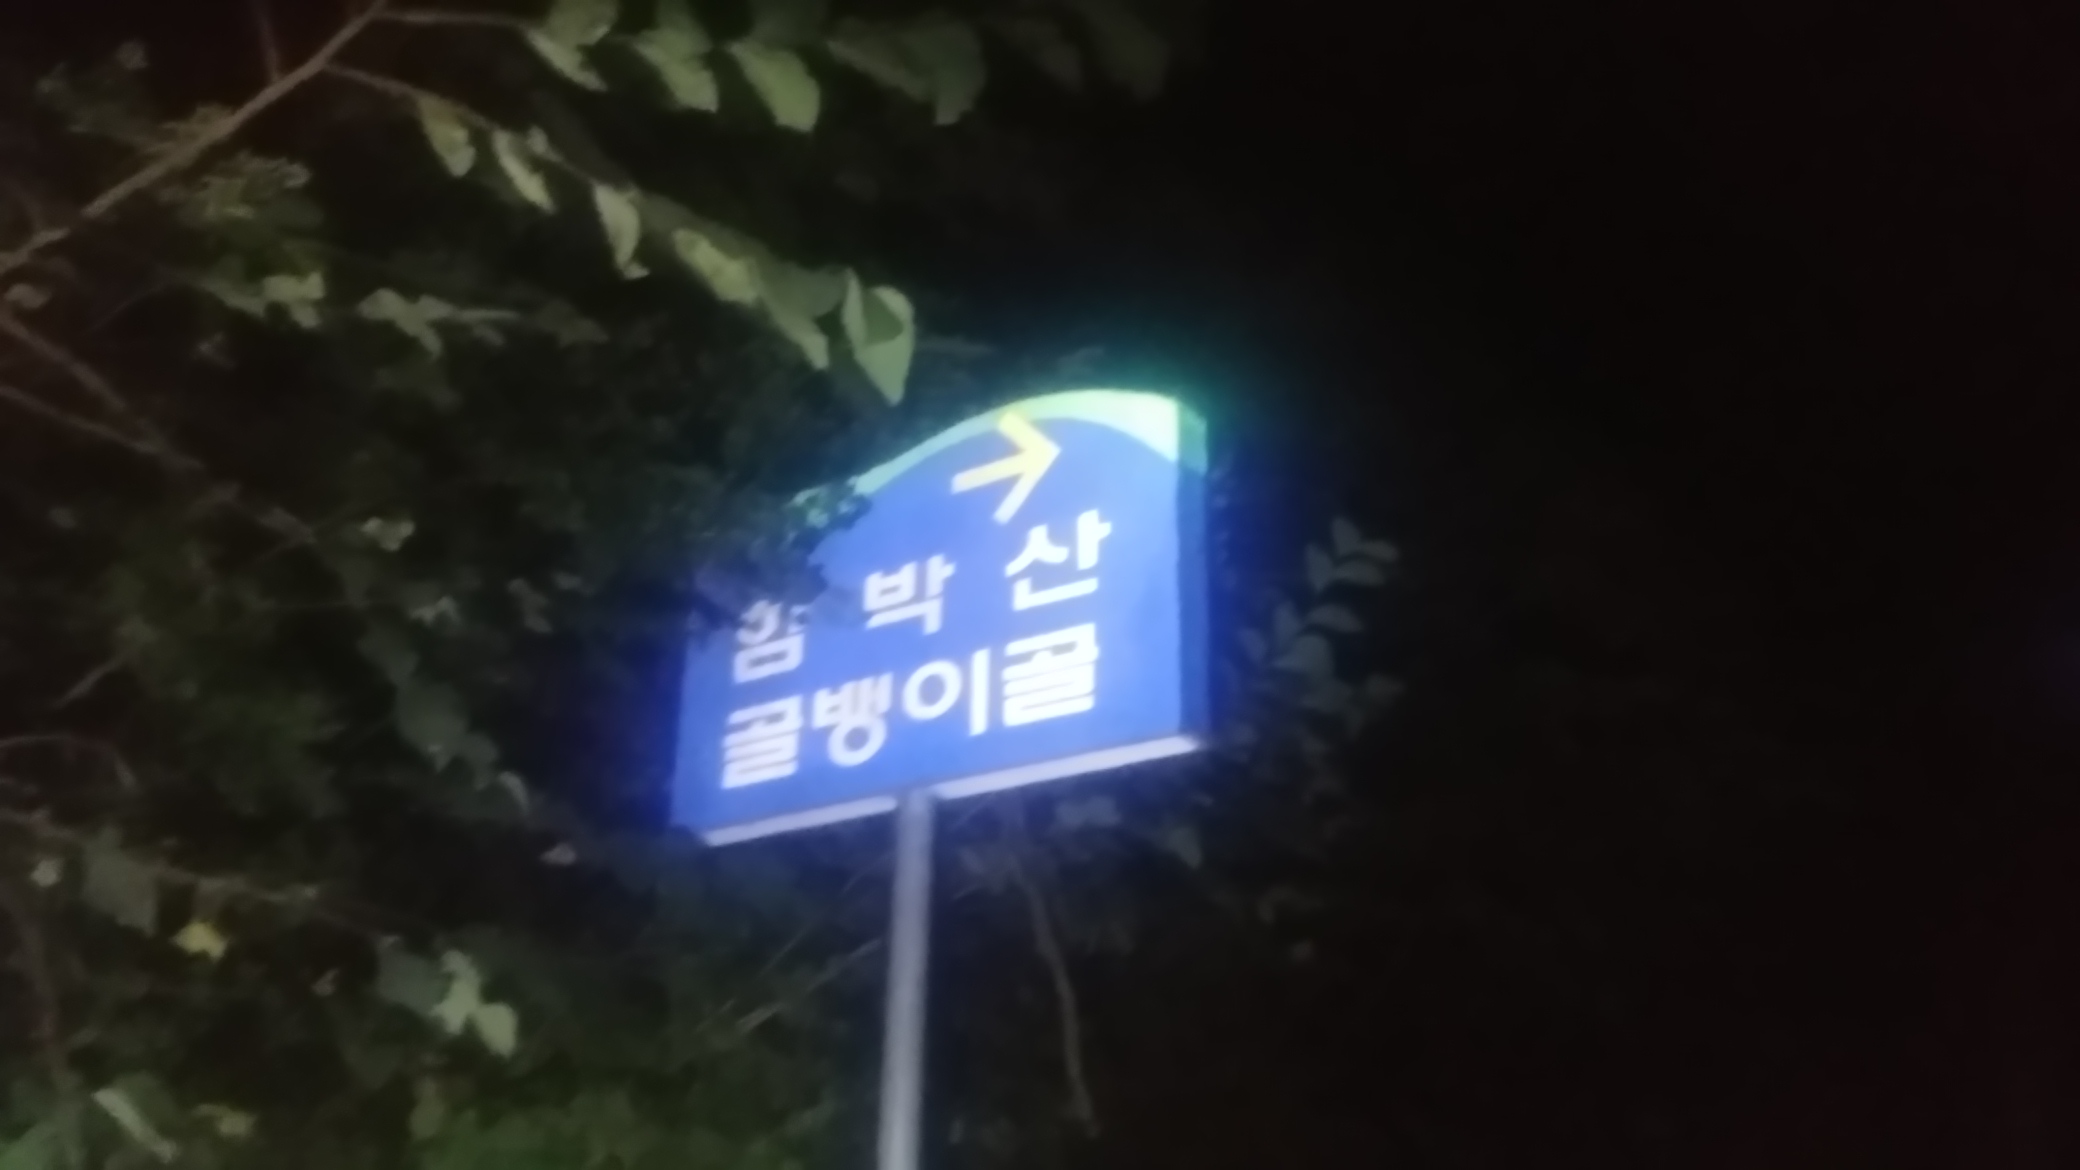 함 박 산
골뱅이골